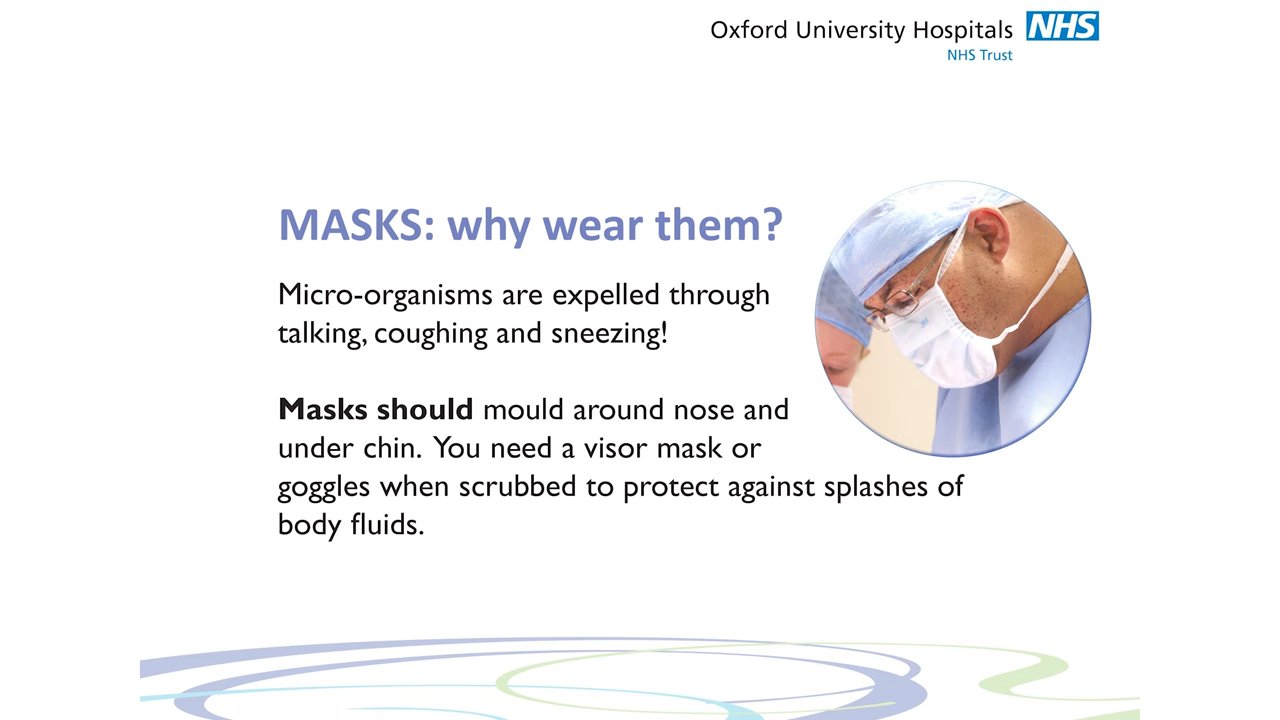 Oxford University Hospitals NHS
NHS Trust
MASKS: why wear them?
Micro-organisms are expelled through
talking, coughing and sneezing!
Masks should mould around nose and
under chin.  You need a visor mask or
goggles when scrubbed to protect against splashes of
body fluids.